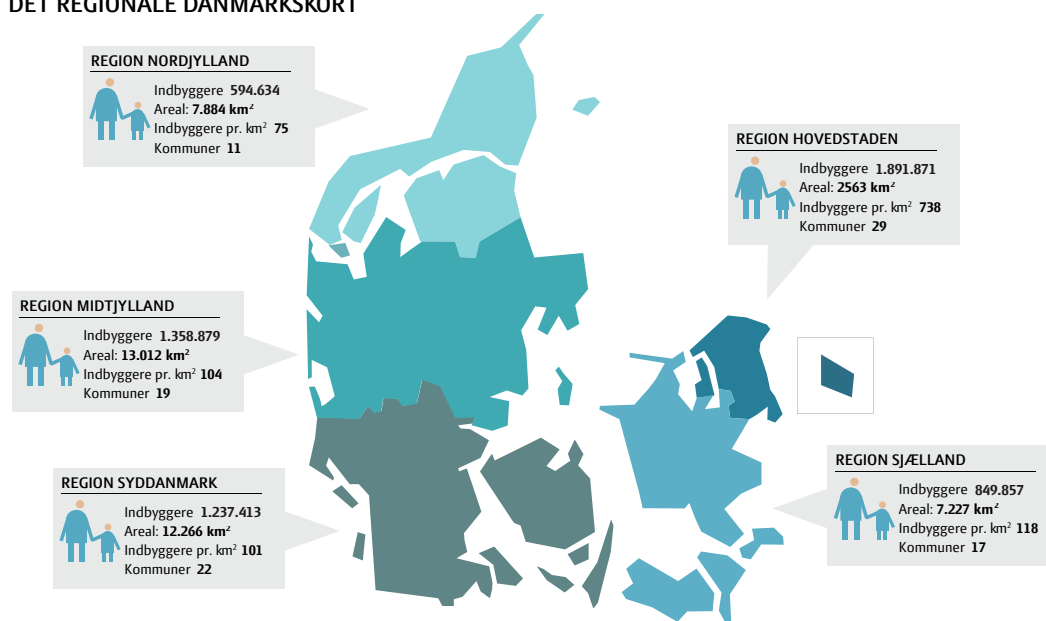 DET REGIONALE DANMARKSKORT
REGION NORDJYLLAND
Indbyggere 594.634
Areal: 7.884 km²
Indbyggere pr. km² 75
Kommuner 11
REGION HOVEDSTADEN
Indbyggere 1.891.871
Areal: 2563 km²
Indbyggere pr. km² 738
Kommuner 29
REGION MIDTJYLLAND
Indbyggere 1.358.879
Areal: 13.012 km²
Indbyggere pr. km² 104
Kommuner 19
REGION SYDDANMARK
Indbyggere 1.237.413
Areal: 12.266 km²
Indbyggere pr. km² 101
Kommuner 22
REGION SJÆLLAND
Indbyggere 849.857
Areal: 7.227 km²
Indbyggere pr. km² 118
Kommuner 17